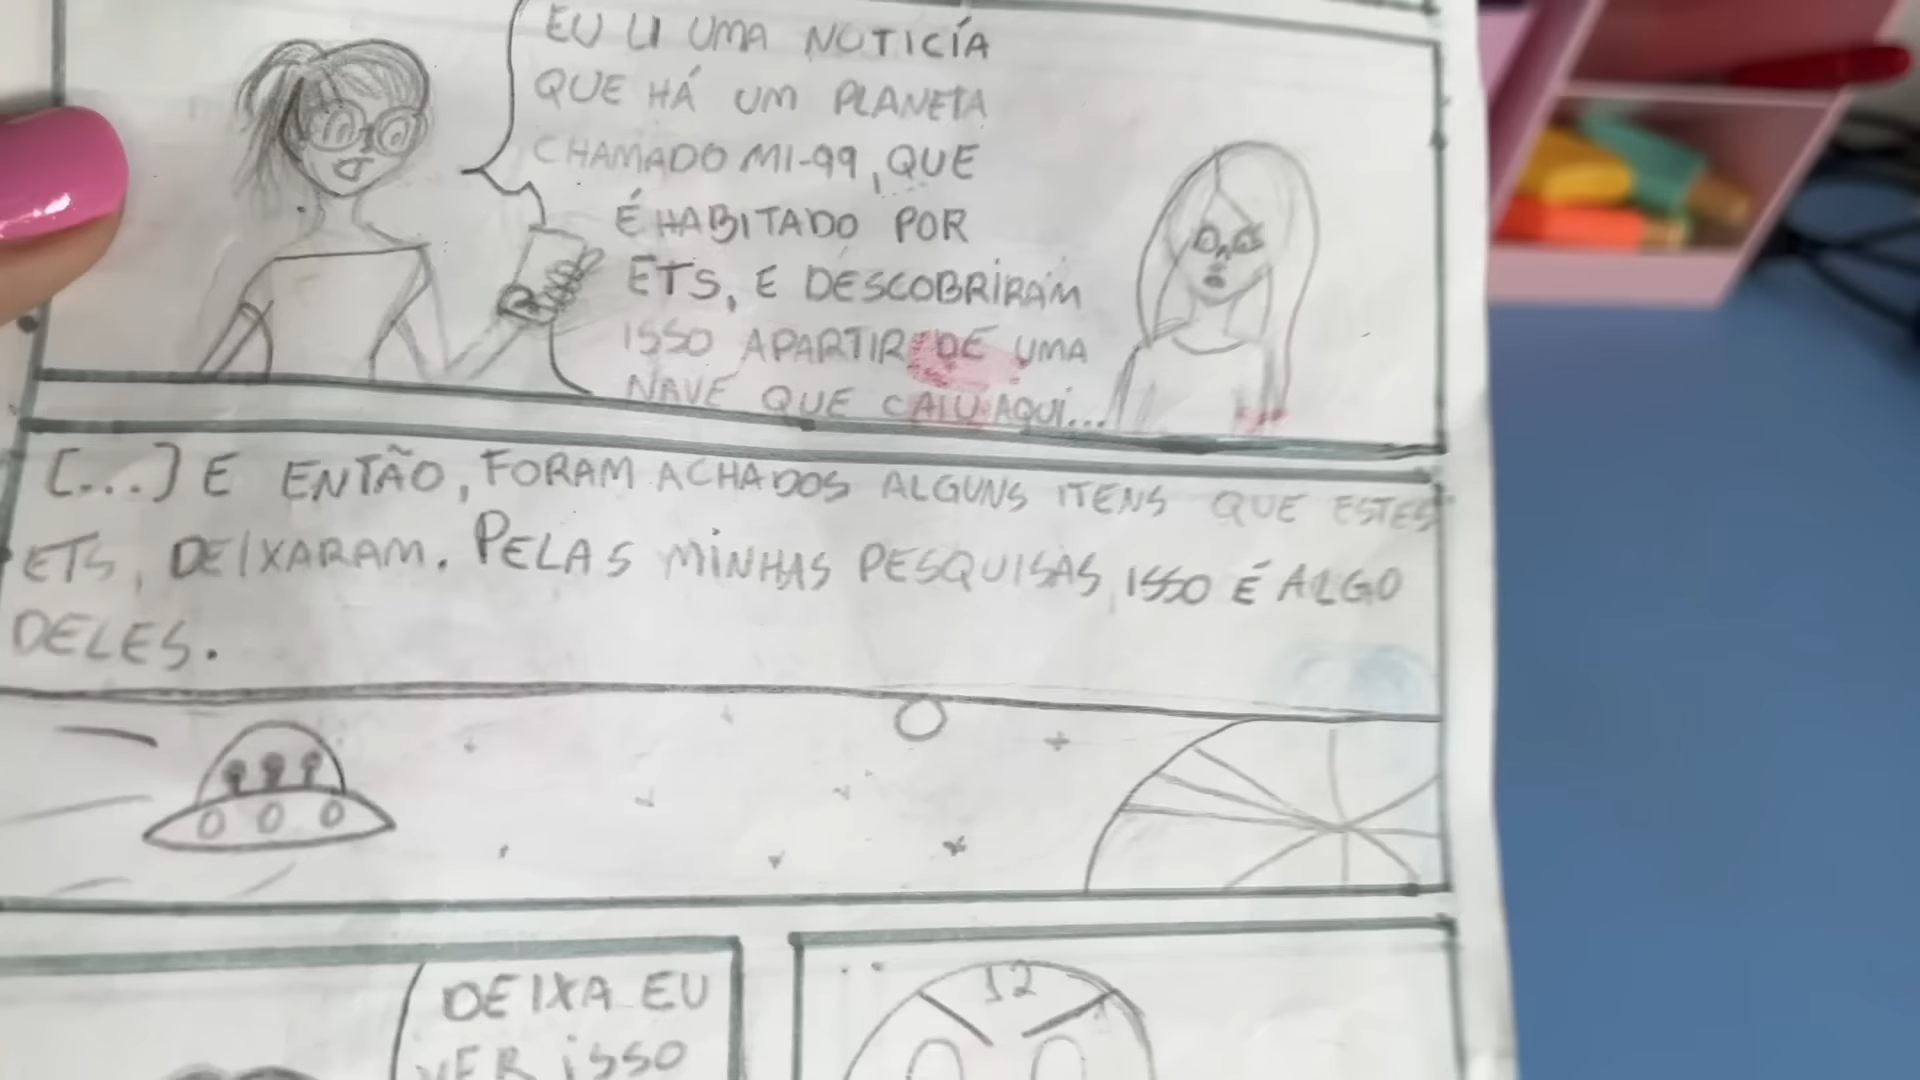 EU LI UMA NOTICÍA
QUE HÁ UM PLANETA
CHAMADO MI-99, QUE
É HABITADO POR
ETS, E DESCOBRIRAM
ISSO APARTIR DE UMA
NAVE QUE CAIU AQUI...
[...] E ENTÃO, FORAM ACHADOS ALGUNS ITENS QUE ESTES
ETS, DEIXARAM. PELAS MINHAS PESQUISAS, ISSO É ALGO
DELES.
DEIXA EU
VER ISSO